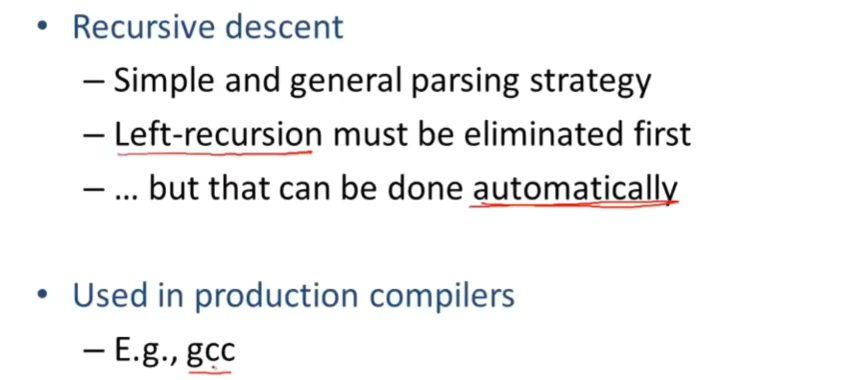 • Recursive descent
– Simple and general parsing strategy
– Left-recursion must be eliminated first
– ... but that can be done automatically
• Used in production compilers
– E.g., gcc